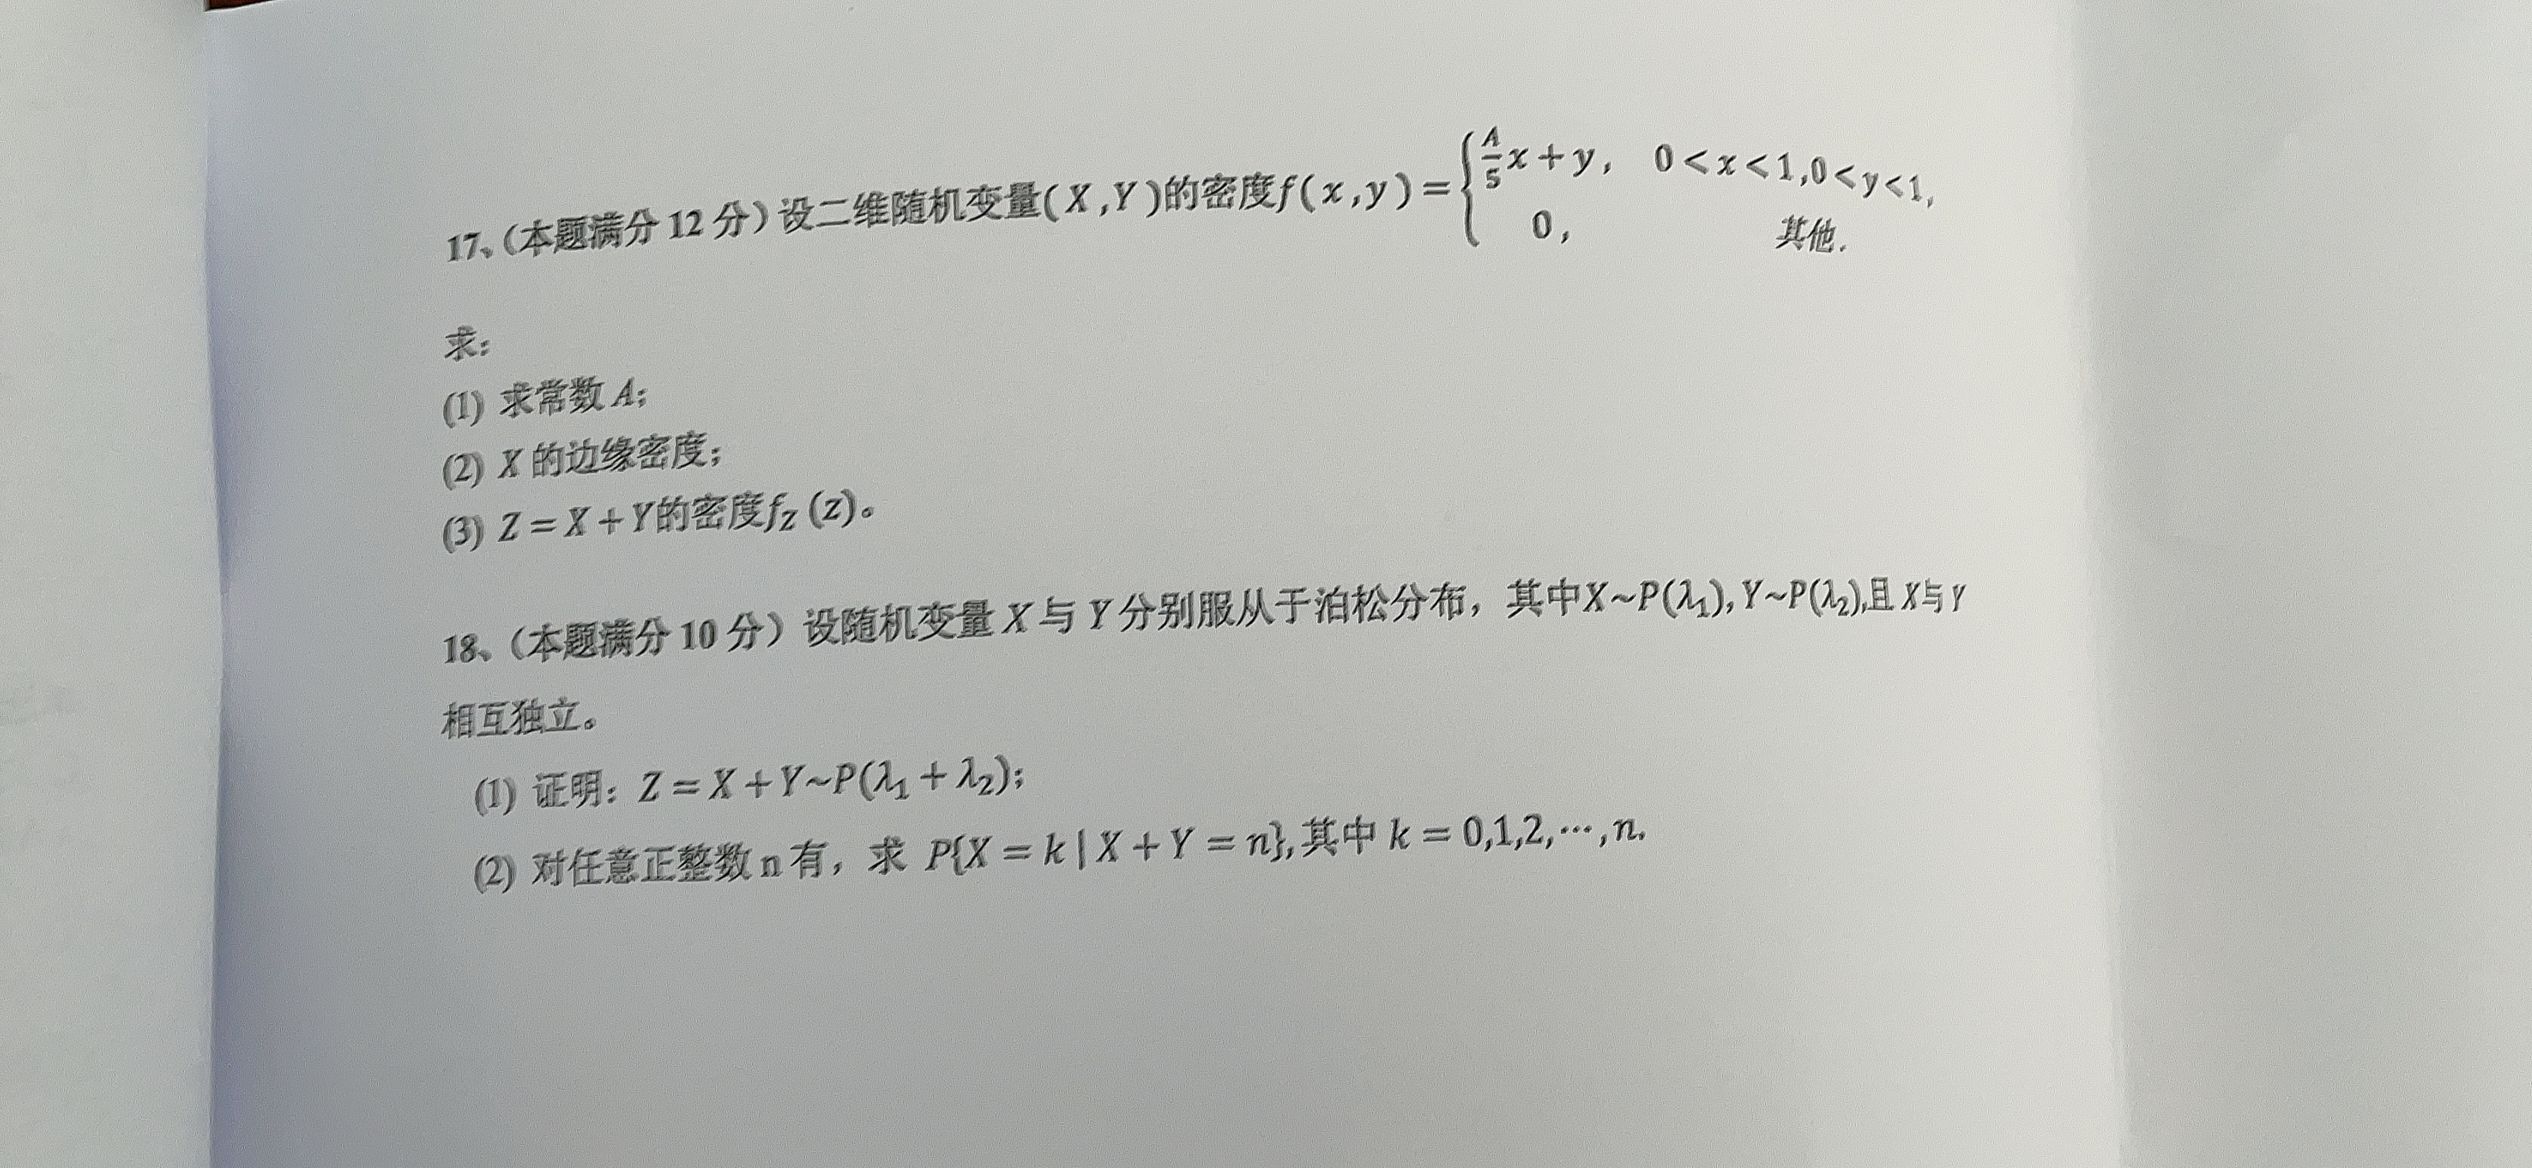 17、（本题满分 12 分）设二维随机变量(X,Y)的密度f(x,y)={A/5 x+y, 0<x<1,0<y<1,
0, 其他.
求:
(1) 求常数 A;
(2) X 的边缘密度;
(3) Z=X+Y的密度f_Z(z)。
18、（本题满分 10 分）设随机变量 X 与 Y 分别服从于泊松分布，其中X~P(λ₁),Y~P(λ₂),且 X与 Y
相互独立。
(1) 证明: Z=X+Y~P(λ₁+λ₂);
(2) 对任意正整数 n 有，求 P{X=k|X+Y=n},其中 k=0,1,2,⋯,n.